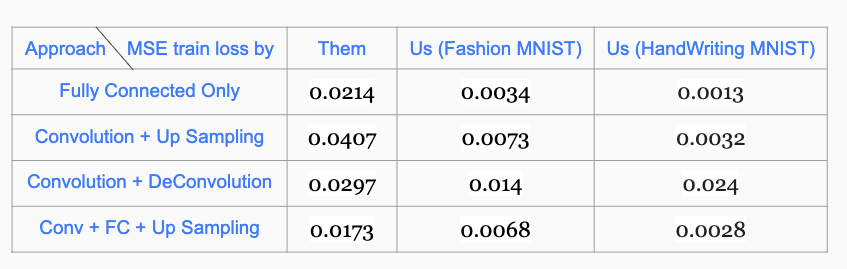 Approach MSE train loss by Them Us (Fashion MNIST) Us (HandWriting MNIST)
Fully Connected Only 0.0214 0.0034 0.0013
Convolution + Up Sampling 0.0407 0.0073 0.0032
Convolution + DeConvolution 0.0297 0.014 0.024
Conv + FC + Up Sampling 0.0173 0.0068 0.0028